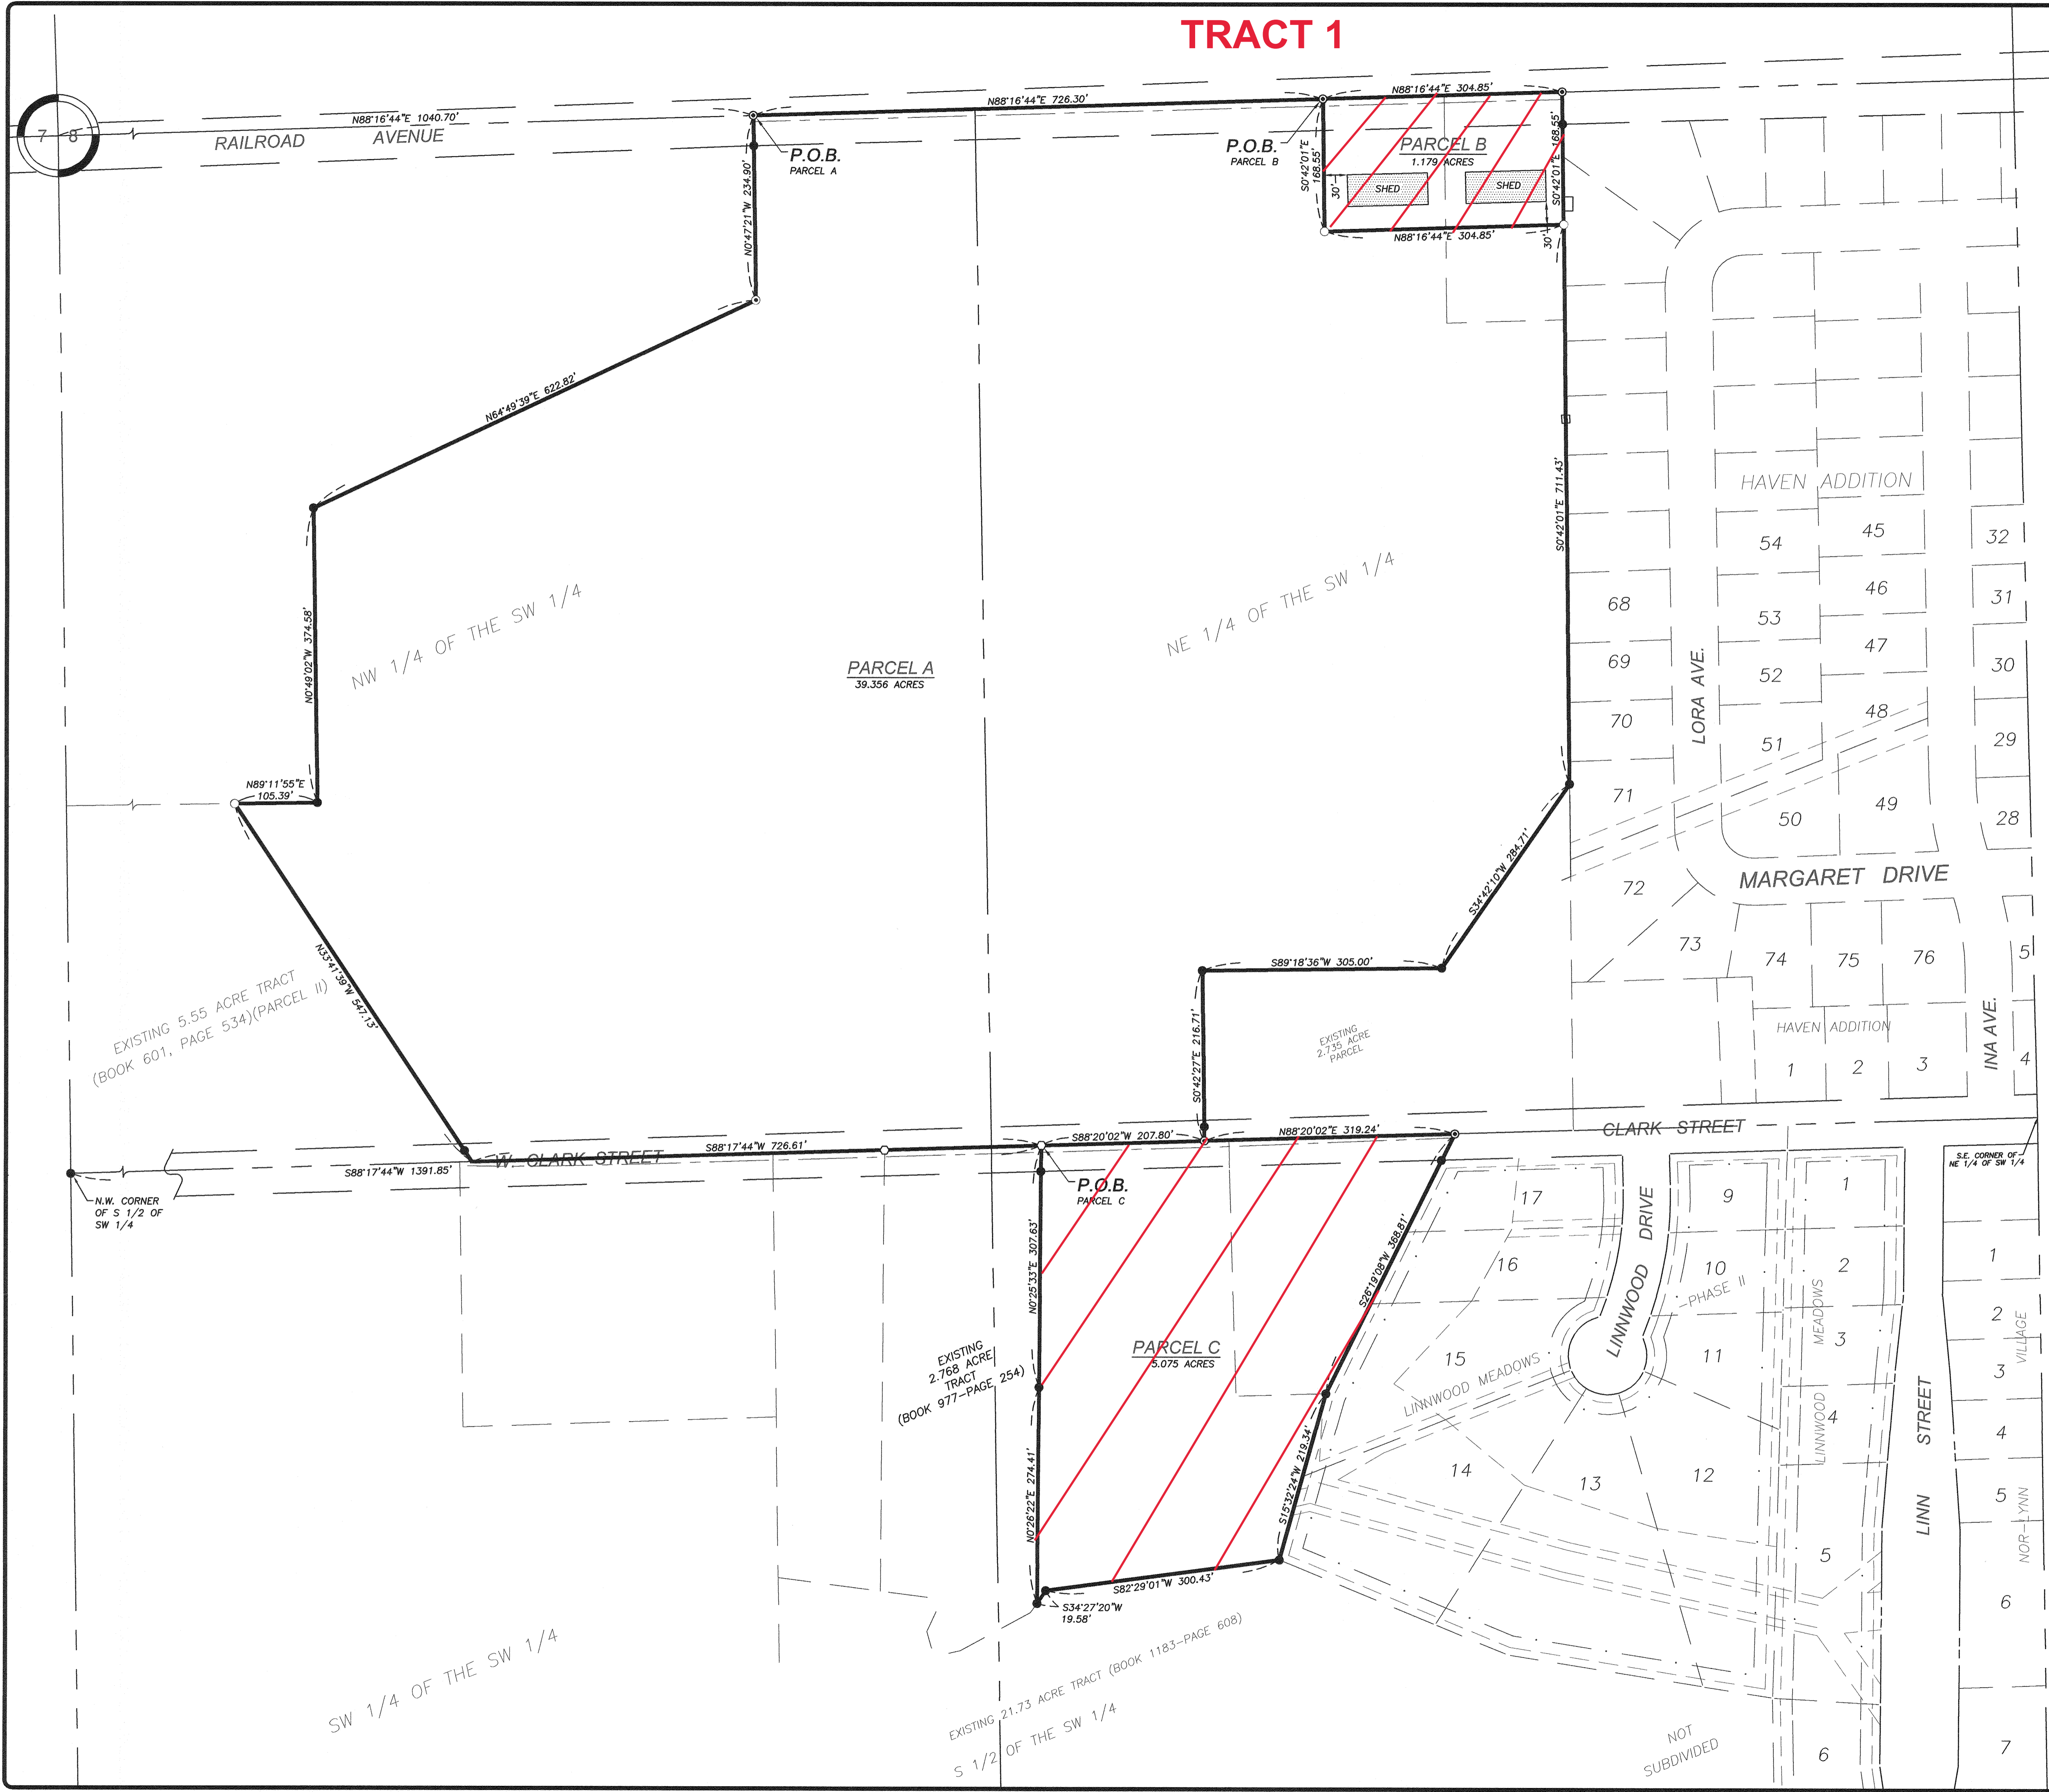 TRACT 1
7 8
N88°16'44"E 1040.70'
RAILROAD AVENUE
N88°16'44"E 726.30'
N88°16'44"E 304.85'
P.O.B.
PARCEL A
P.O.B.
PARCEL B
N0°47'21"W 234.90'
S0°42'01"E
168.55'
PARCEL B
1.179 ACRES
S0°42'01"E 168.55'
30'
SHED
SHED
N88°16'44"E 304.85'
30'
N64°49'39"E 622.82'
S0°42'01"E 711.43'
HAVEN ADDITION
54
45
32
46
31
68
53
47
69
52
30
48
70
51
29
71
50
49
28
LORA AVE.
NW 1/4 OF THE SW 1/4
NE 1/4 OF THE SW 1/4
N0°49'02"W 374.58'
PARCEL A
39.356 ACRES
N89°11'55"E
105.39'
S34°42'10"W 284.71'
72
MARGARET DRIVE
73
74
75
76
5
N33°41'39"W 547.13'
S89°18'36"W 305.00'
EXISTING 5.55 ACRE TRACT
(BOOK 601, PAGE 534)(PARCEL II)
S0°42'27"E 216.71'
EXISTING
2.735 ACRE
PARCEL
HAVEN ADDITION
INA AVE.
1
2
3
4
S88°17'44"W 726.61'
S88°20'02"W 207.80'
N88°20'02"E 319.24'
CLARK STREET
W. CLARK STREET
S88°17'44"W 1391.85'
S.E. CORNER OF
NE 1/4 OF SW 1/4
N.W. CORNER
OF S 1/2 OF
SW 1/4
P.O.B.
PARCEL C
N0°25'33"E 307.63'
S26°19'08"W 368.81'
17
LINNWOOD DRIVE
9
1
16
10
2
1
-PHASE II
MEADOWS
2
VILLAGE
EXISTING
2.768 ACRE
TRACT
(BOOK 977-PAGE 254)
PARCEL C
5.075 ACRES
15
11
3
3
LINNWOOD MEADOWS
LINNWOOD
4
4
LINN STREET
14
13
12
5
NOR-LYNN
N0°26'22"E 274.41'
S15°32'24"W 219.34'
5
6
S82°29'01"W 300.43'
S34°27'20"W
19.58'
SW 1/4 OF THE SW 1/4
EXISTING 21.73 ACRE TRACT (BOOK 1183-PAGE 608)
S 1/2 OF THE SW 1/4
NOT
SUBDIVIDED
6
7